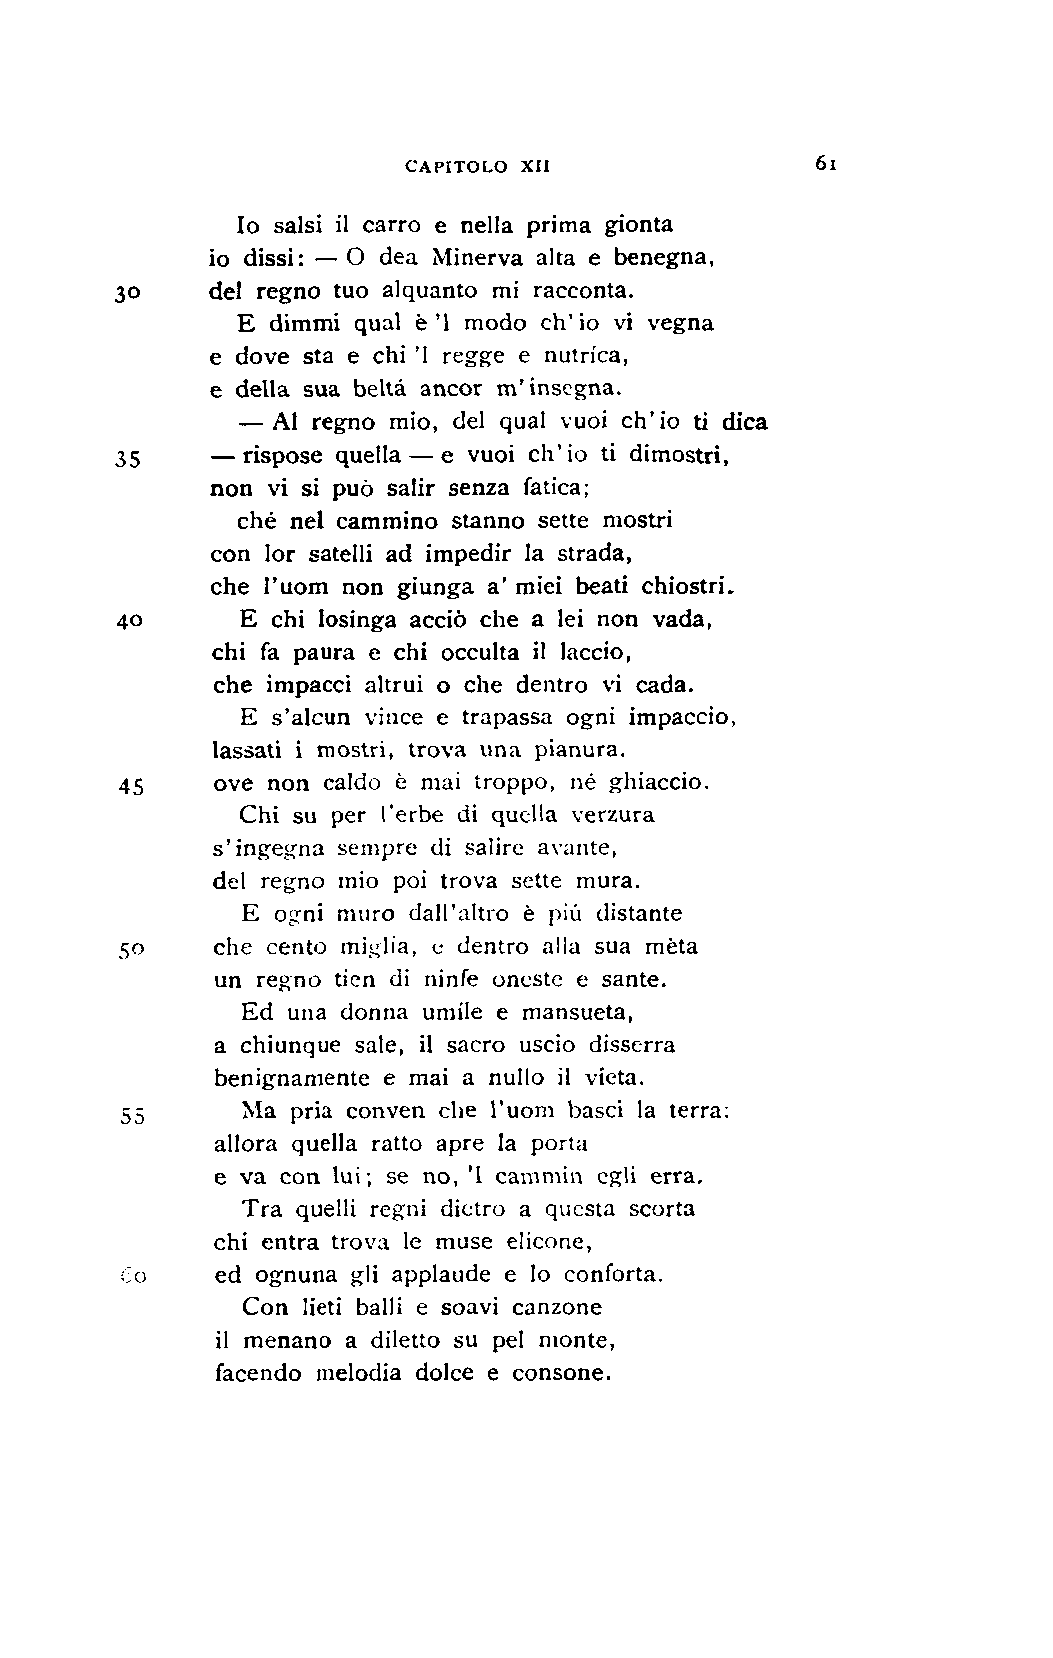 CAPITOLO XII 61
Io salsi il carro e nella prima gionta
io dissi: — O dea Minerva alta e benegna,
30 del regno tuo alquanto mi racconta.
E dimmi qual è 'l modo ch' io vi vegna
e dove sta e chi 'l regge e nutríca,
e della sua beltá ancor m' insegna.
— Al regno mio, del qual vuoi ch' io ti dica
35 — rispose quella — e vuoi ch' io ti dimostri,
non vi si può salir senza fatica;
ché nel cammino stanno sette mostri
con lor satelli ad impedir la strada,
che l'uom non giunga a' miei beati chiostri.
40 E chi losinga acciò che a lei non vada,
chi fa paura e chi occulta il laccio,
che impacci altrui o che dentro vi cada.
E s'alcun vince e trapassa ogni impaccio,
lassati i mostri, trova una pianura.
45 ove non caldo è mai troppo, né ghiaccio.
Chi su per l'erbe di quella verzura
s' ingegna sempre di salire avante,
del regno mio poi trova sette mura.
E ogni muro dall'altro è piú distante
50 che cento miglia, e dentro alla sua mèta
un regno tien di ninfe oneste e sante.
Ed una donna umíle e mansueta,
a chiunque sale, il sacro uscio disserra
benignamente e mai a nullo il vieta.
55 Ma pria conven che l'uom basci la terra:
allora quella ratto apre la porta
e va con lui; se no, 'l cammin egli erra.
Tra quelli regni dietro a questa scorta
chi entra trova le muse elicone,
60 ed ognuna gli applaude e lo conforta.
Con lieti balli e soavi canzone
il menano a diletto su pel monte,
facendo melodia dolce e consone.